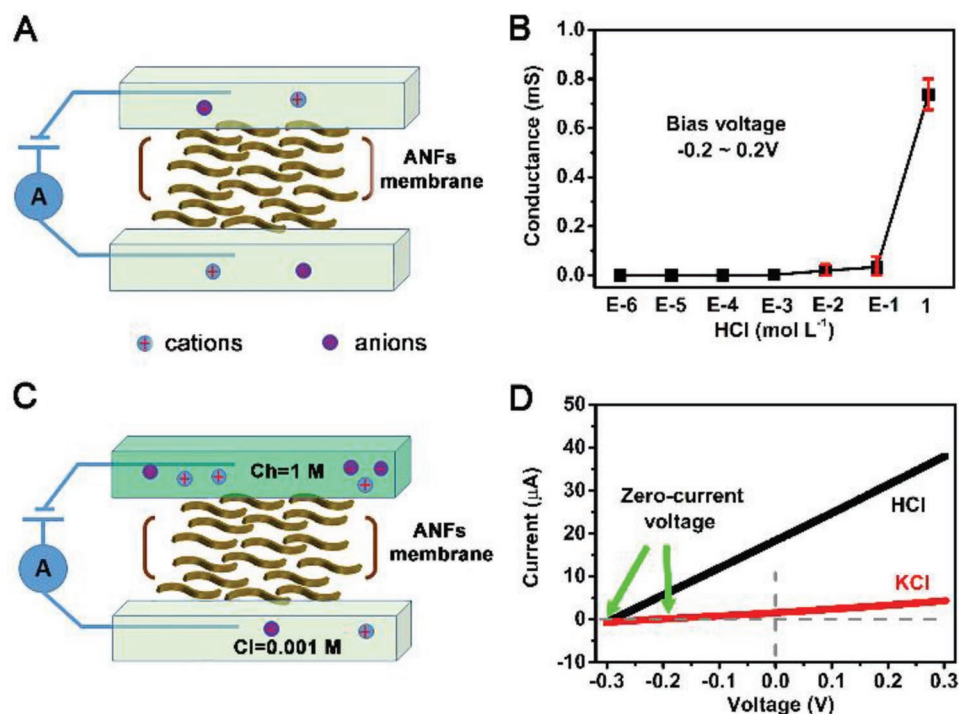 A
A
ANFs
membrane
cations
anions
B
Conductance (mS)
1.0
0.8
0.6
0.4
0.2
0.0
Bias voltage
-0.2 ~ 0.2V
E-6 E-5 E-4 E-3 E-2 E-1 1
HCl (mol L⁻¹)
C
Ch=1 M
A
ANFs
membrane
Cl=0.001 M
D
Current (μA)
50
40
30
20
10
0
-10
Zero-current
voltage
HCl
KCl
-0.3 -0.2 -0.1 0.0 0.1 0.2 0.3
Voltage (V)